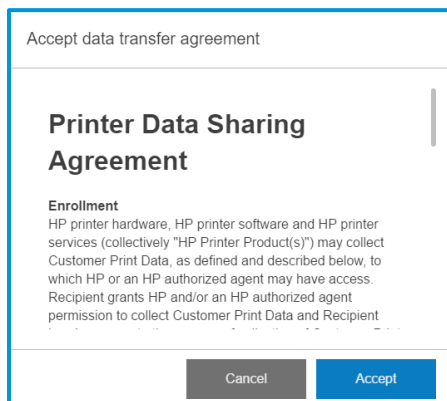 Accept data transfer agreement
Printer Data Sharing
Agreement
Enrollment
HP printer hardware, HP printer software and HP printer
services (collectively "HP Printer Product(s)") may collect
Customer Print Data, as defined and described below, to
which HP or an HP authorized agent may have access.
Recipient grants HP and/or an HP authorized agent
permission to collect Customer Print Data and Recipient
Cancel
Accept